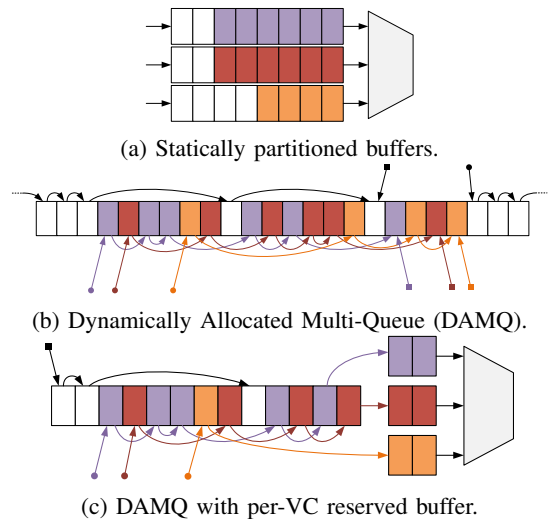 (a) Statically partitioned buffers.
(b) Dynamically Allocated Multi-Queue (DAMQ).
(c) DAMQ with per-VC reserved buffer.